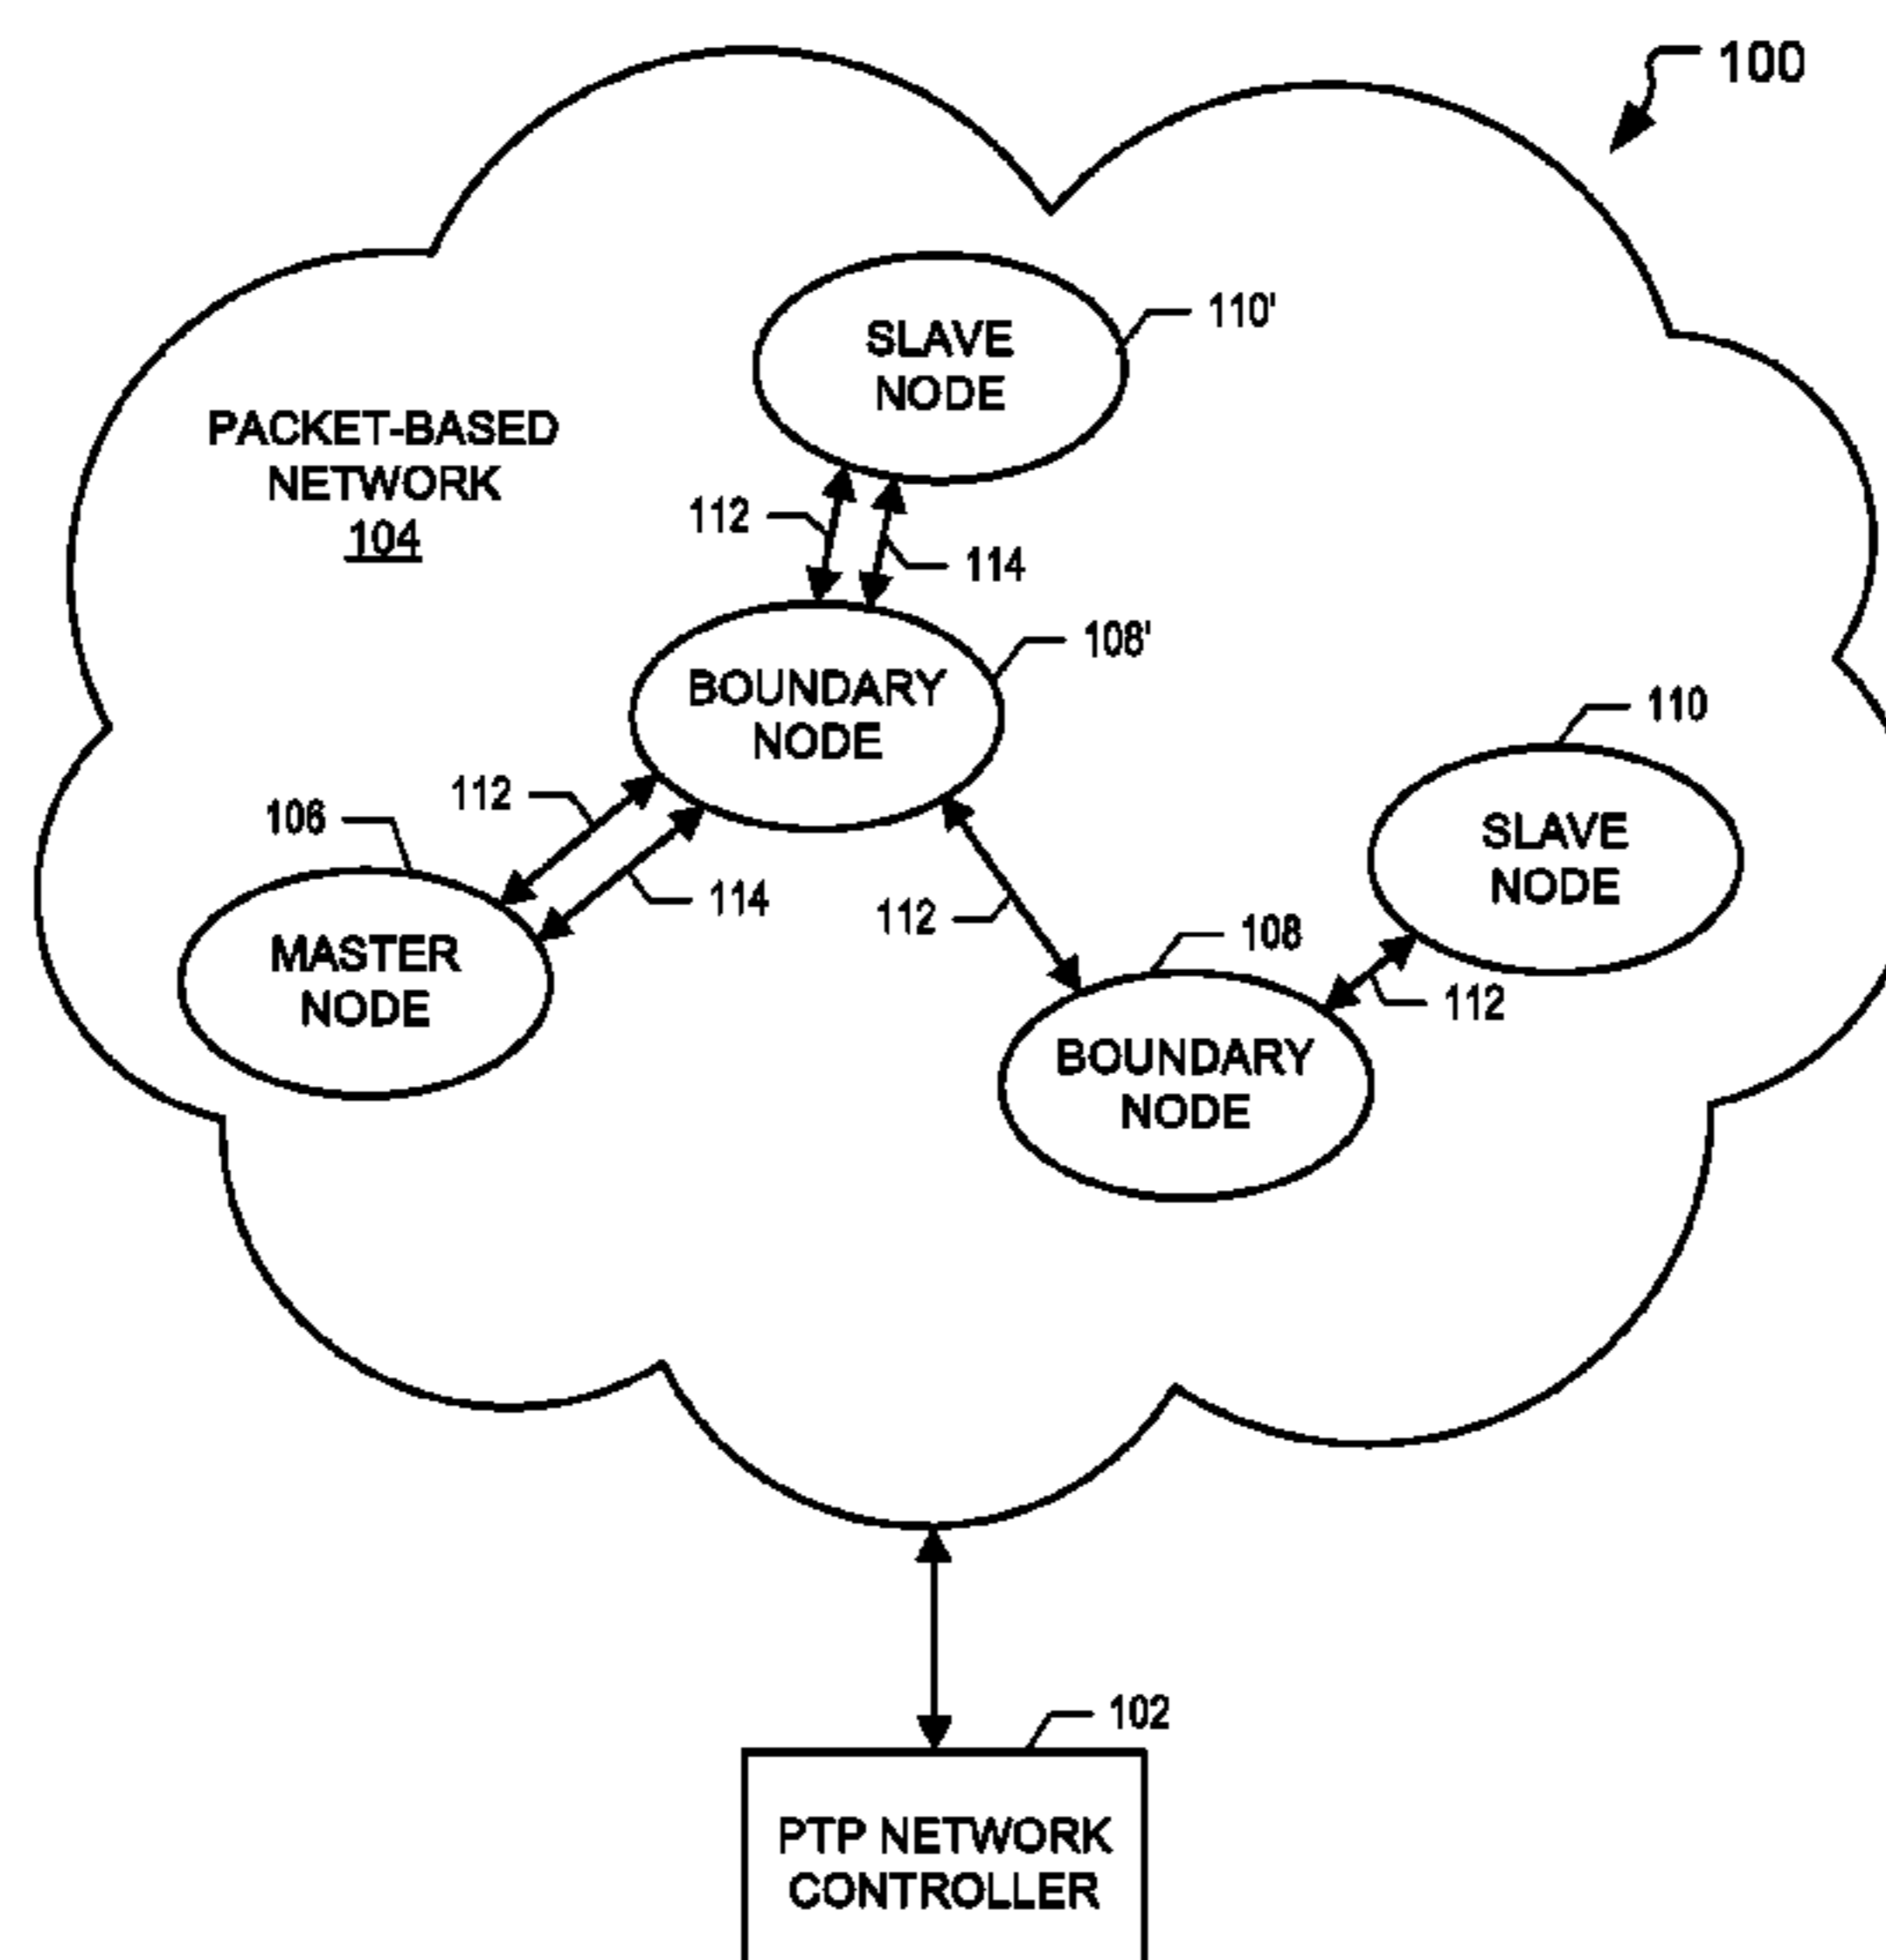 100
SLAVE
NODE
110'
PACKET-BASED
NETWORK
104
112
114
BOUNDARY
NODE
108'
110
112
106
SLAVE
NODE
114
112
108
MASTER
NODE
112
BOUNDARY
NODE
102
PTP NETWORK
CONTROLLER